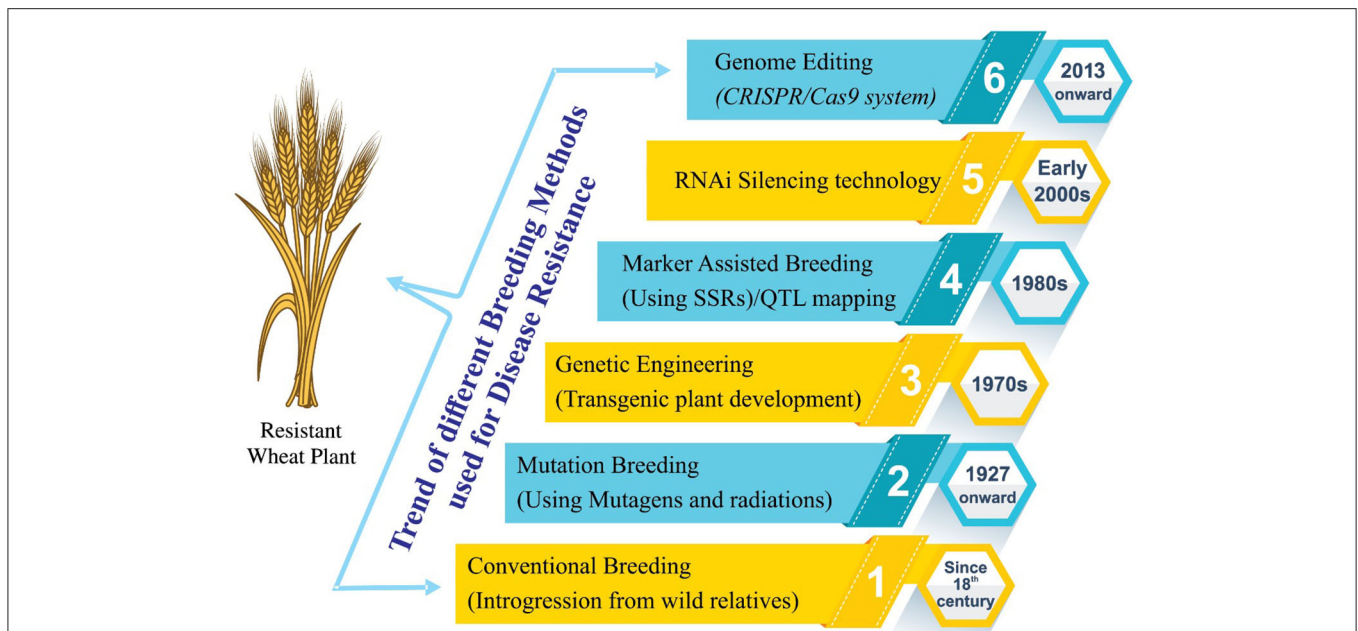 Resistant
Wheat Plant
Trend of different Breeding Methods
used for Disease Resistance
Genome Editing
(CRISPR/Cas9 system)
6
2013
onward
RNAi Silencing technology
5
Early
2000s
Marker Assisted Breeding
(Using SSRs)/QTL mapping
4
1980s
Genetic Engineering
(Transgenic plant development)
3
1970s
Mutation Breeding
(Using Mutagens and radiations)
2
1927
onward
Conventional Breeding
(Introgression from wild relatives)
1
Since
18th
century